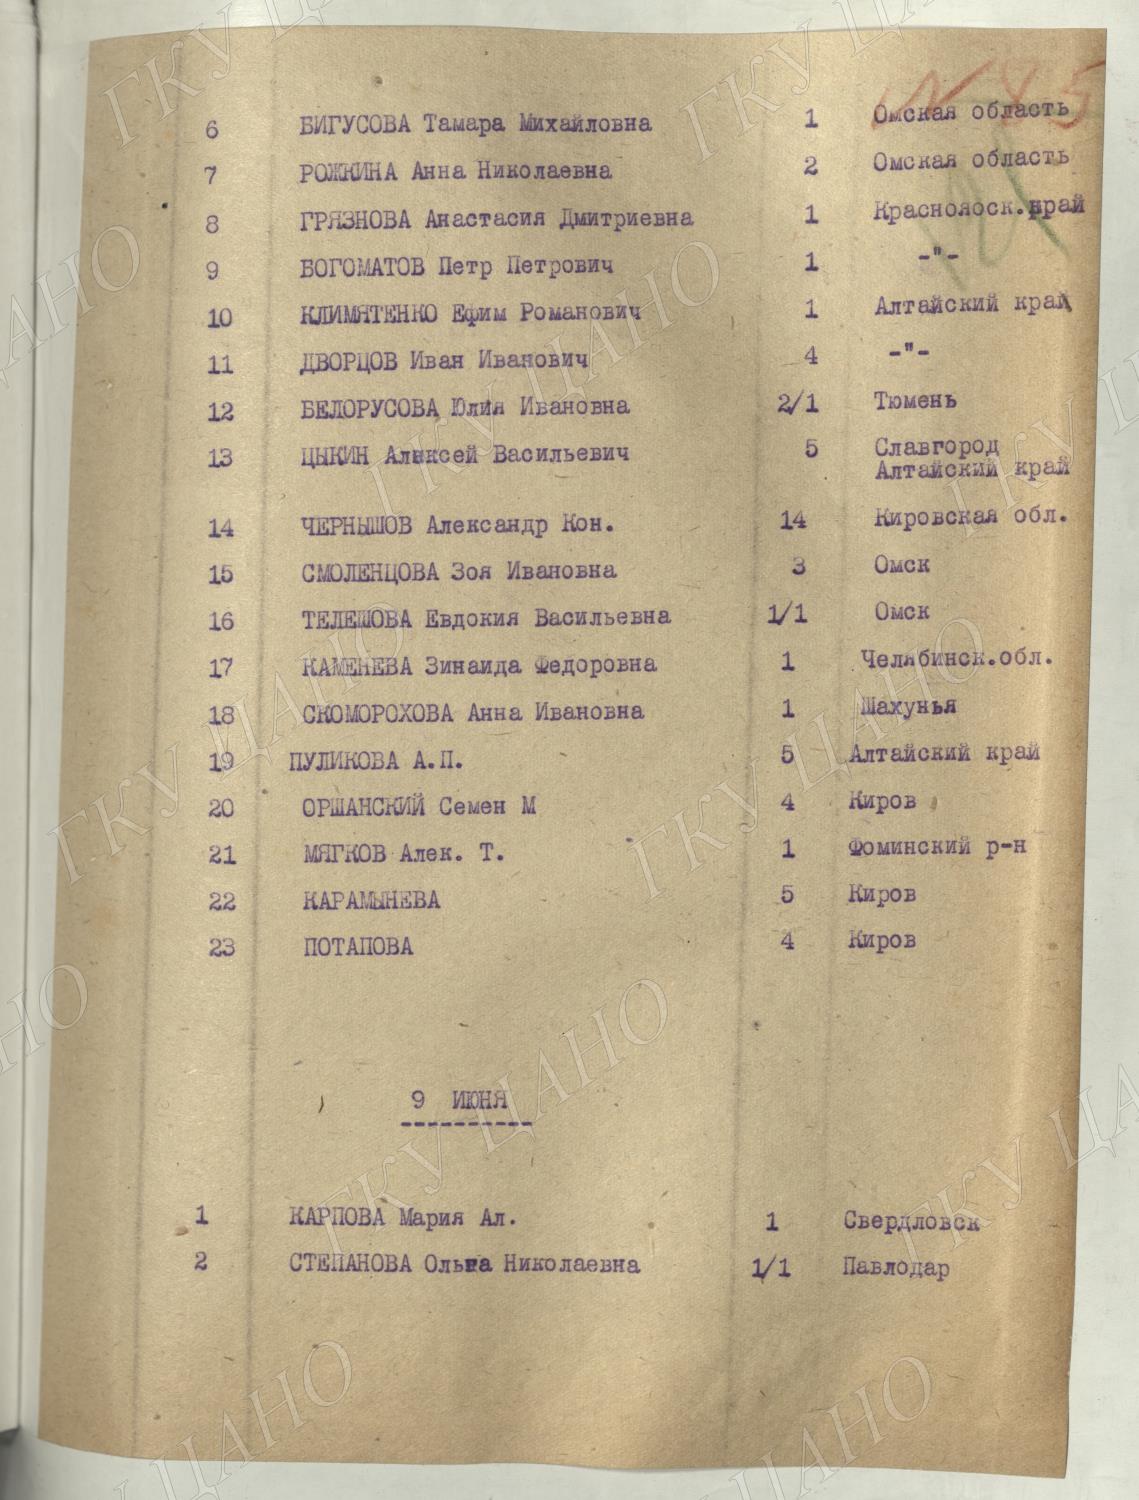 6 БИГУСОВА Тамара Михайловна 1 Омская область
7 РОЖКИНА Анна Николаевна 2 Омская область
8 ГРЯЗНОВА Анастасия Дмитриевна 1 Краснояоск.край
9 БОГОМАТОВ Петр Петрович 1 -"-
10 КЛИМЯТЕНКО Ефим Романович 1 Алтайский край
11 ДВОРЦОВ Иван Иванович 4 -"-
12 БЕЛОРУСОВА Юлия Ивановна 2/1 Тюмень
13 ЦЫКИН Алексей Васильевич 5 Славгород
Алтайский край
14 ЧЕРНЫШОВ Александр Кон. 14 Кировская обл.
15 СМОЛЕНЦОВА Зоя Ивановна 3 Омск
16 ТЕЛЕШОВА Евдокия Васильевна 1/1 Омск
17 КАМЕНЕВА Зинаида Федоровна 1 Челябинск.обл.
18 СКОМОРОХОВА Анна Ивановна 1 Шахунья
19 ПУЛИКОВА А.П. 5 Алтайский край
20 ОРШАНСКИЙ Семен М 4 Киров
21 МЯГКОВ Алек. Т. 1 Фоминский р-н
22 КАРАМЫНЕВА 5 Киров
23 ПОТАПОВА 4 Киров
9 ИЮНЯ
----------
1 КАРПОВА Мария Ал. 1 Свердловск
2 СТЕПАНОВА Ольга Николаевна 1/1 Павлодар
ГКУ ЦАНО